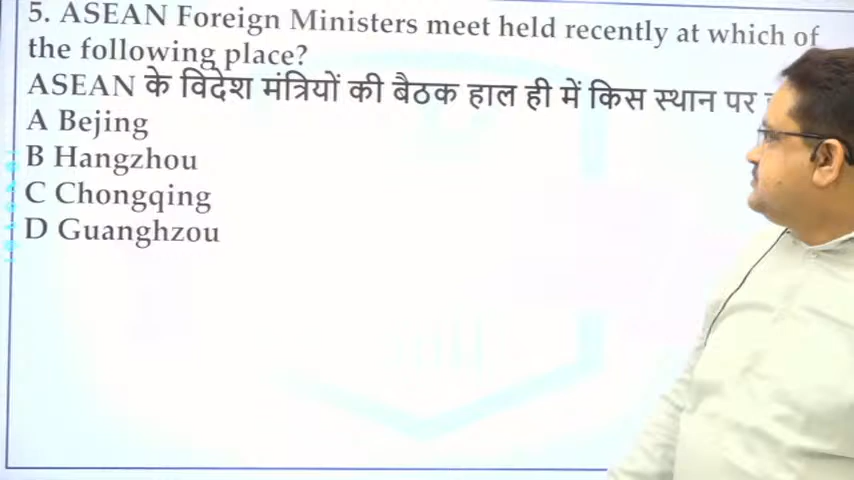 5. ASEAN Foreign Ministers meet held recently at which of
the following place?
ASEAN के विदेश मंत्रियों की बैठक हाल ही में किस स्थान पर
A Bejing
B Hangzhou
C Chongqing
D Guanghzou